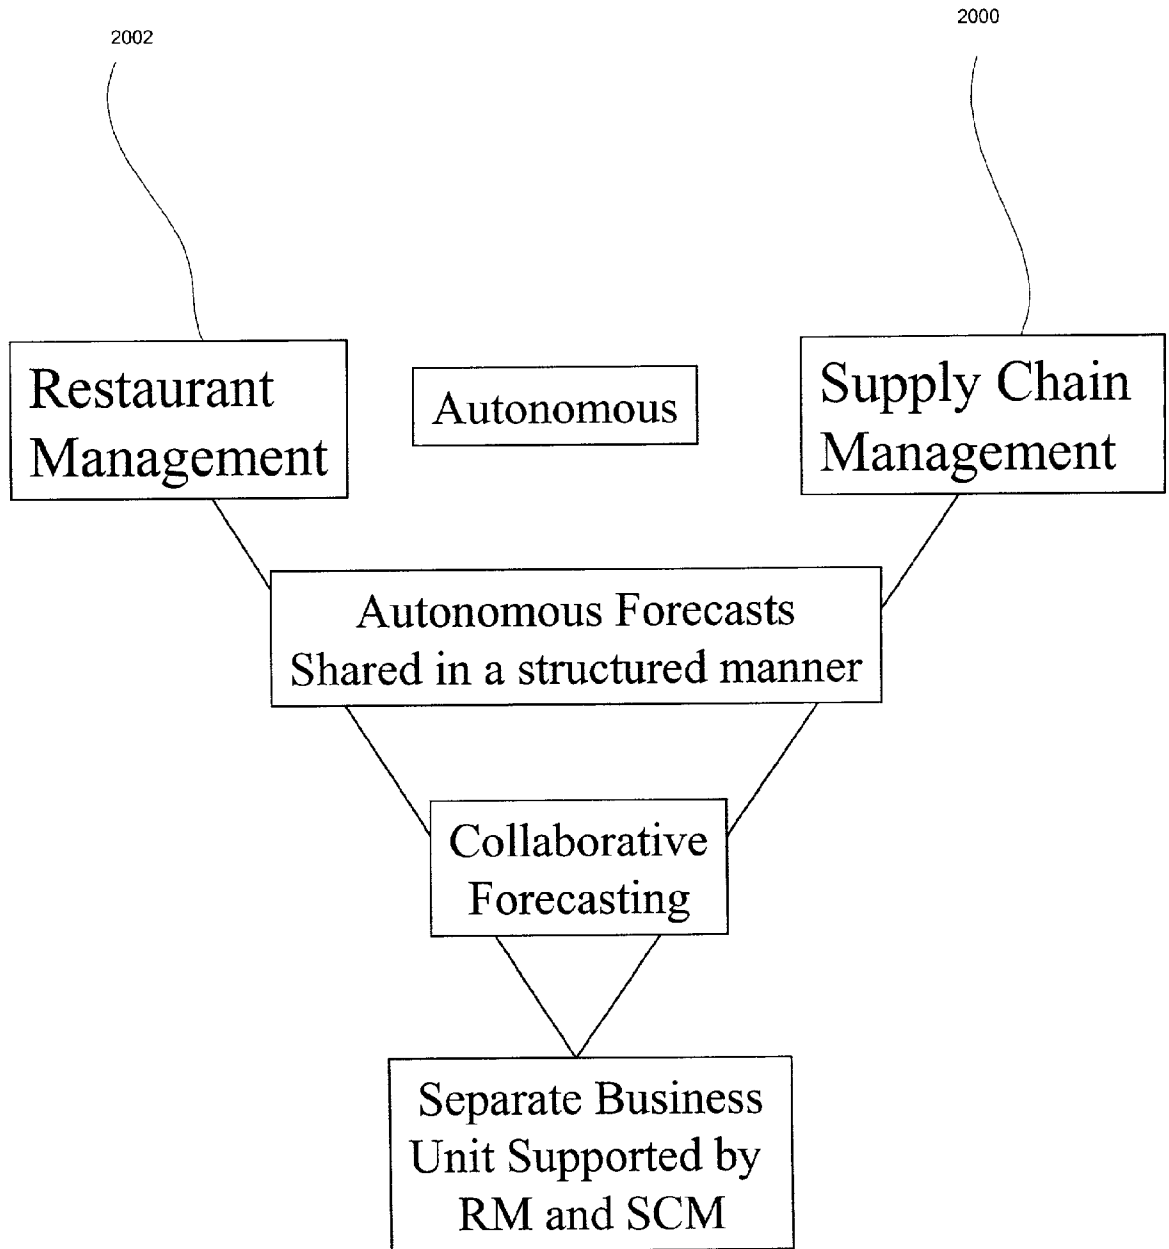 2002
2000
Restaurant
Management
Autonomous
Supply Chain
Management
Autonomous Forecasts
Shared in a structured manner
Collaborative
Forecasting
Separate Business
Unit Supported by
RM and SCM